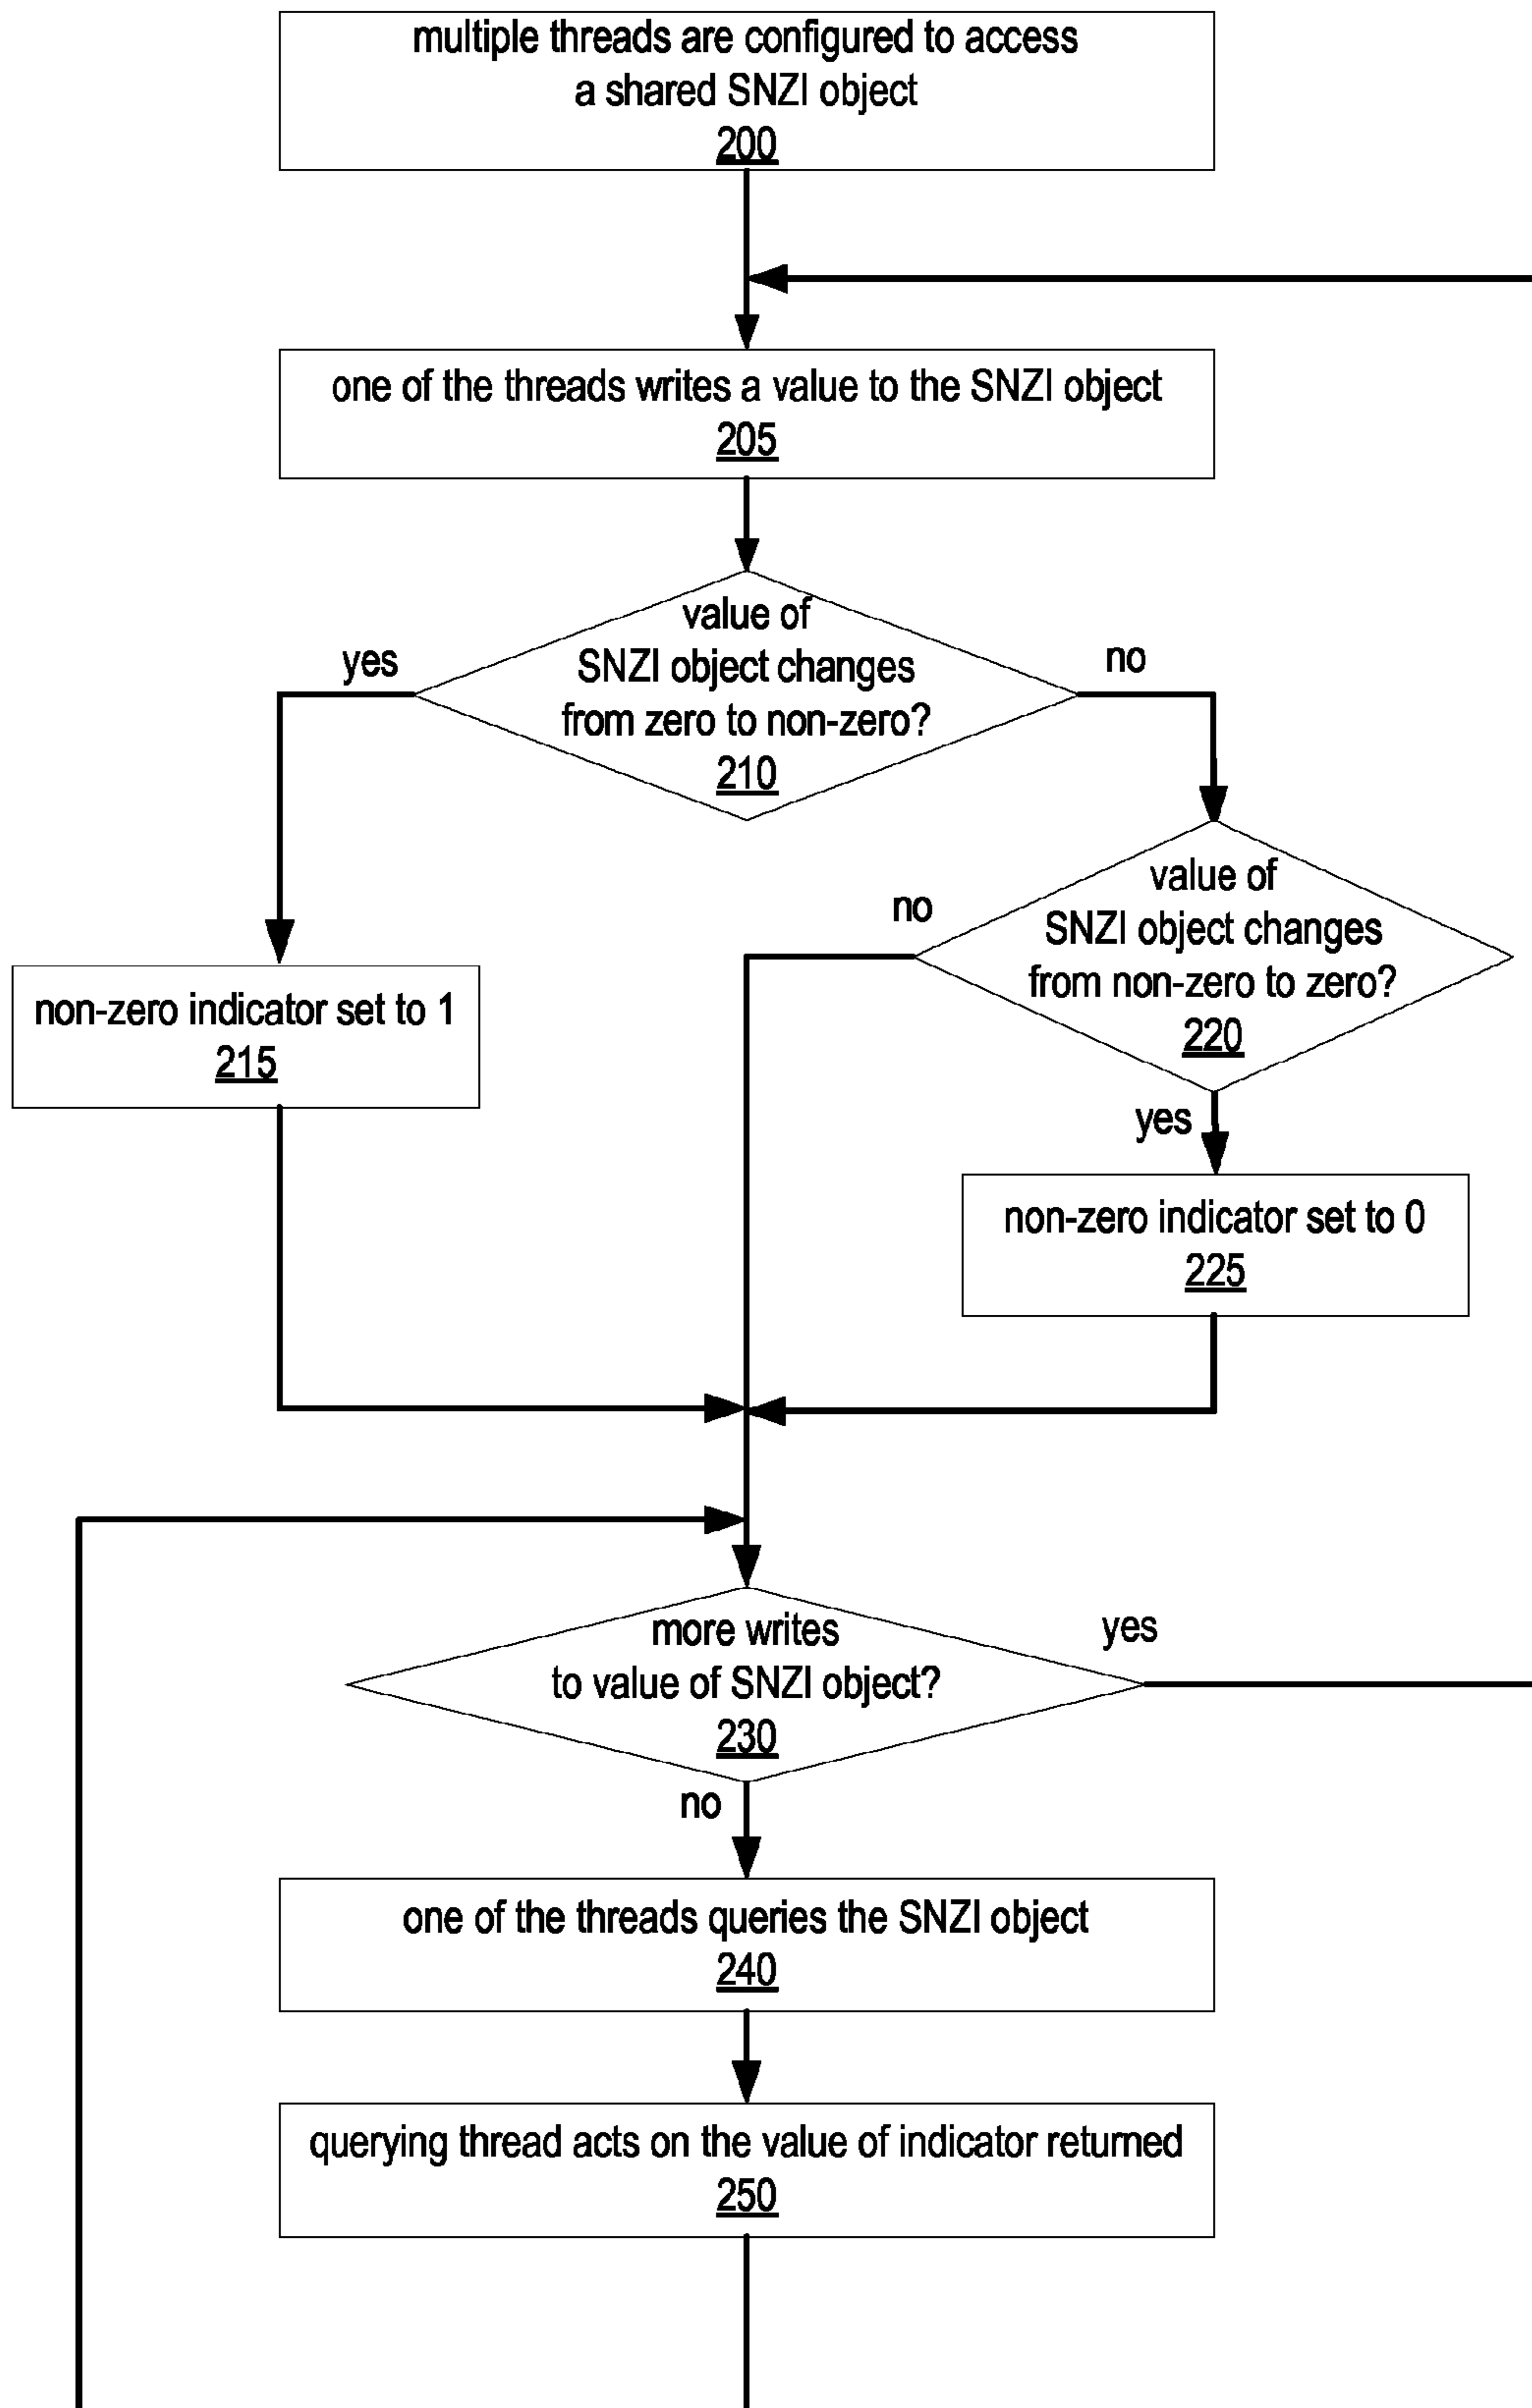 multiple threads are configured to access
a shared SNZI object
200
one of the threads writes a value to the SNZI object
205
value of
SNZI object changes
from zero to non-zero?
210
yes
no
value of
SNZI object changes
from non-zero to zero?
220
no
yes
non-zero indicator set to 1
215
non-zero indicator set to 0
225
more writes
to value of SNZI object?
230
yes
no
one of the threads queries the SNZI object
240
querying thread acts on the value of indicator returned
250